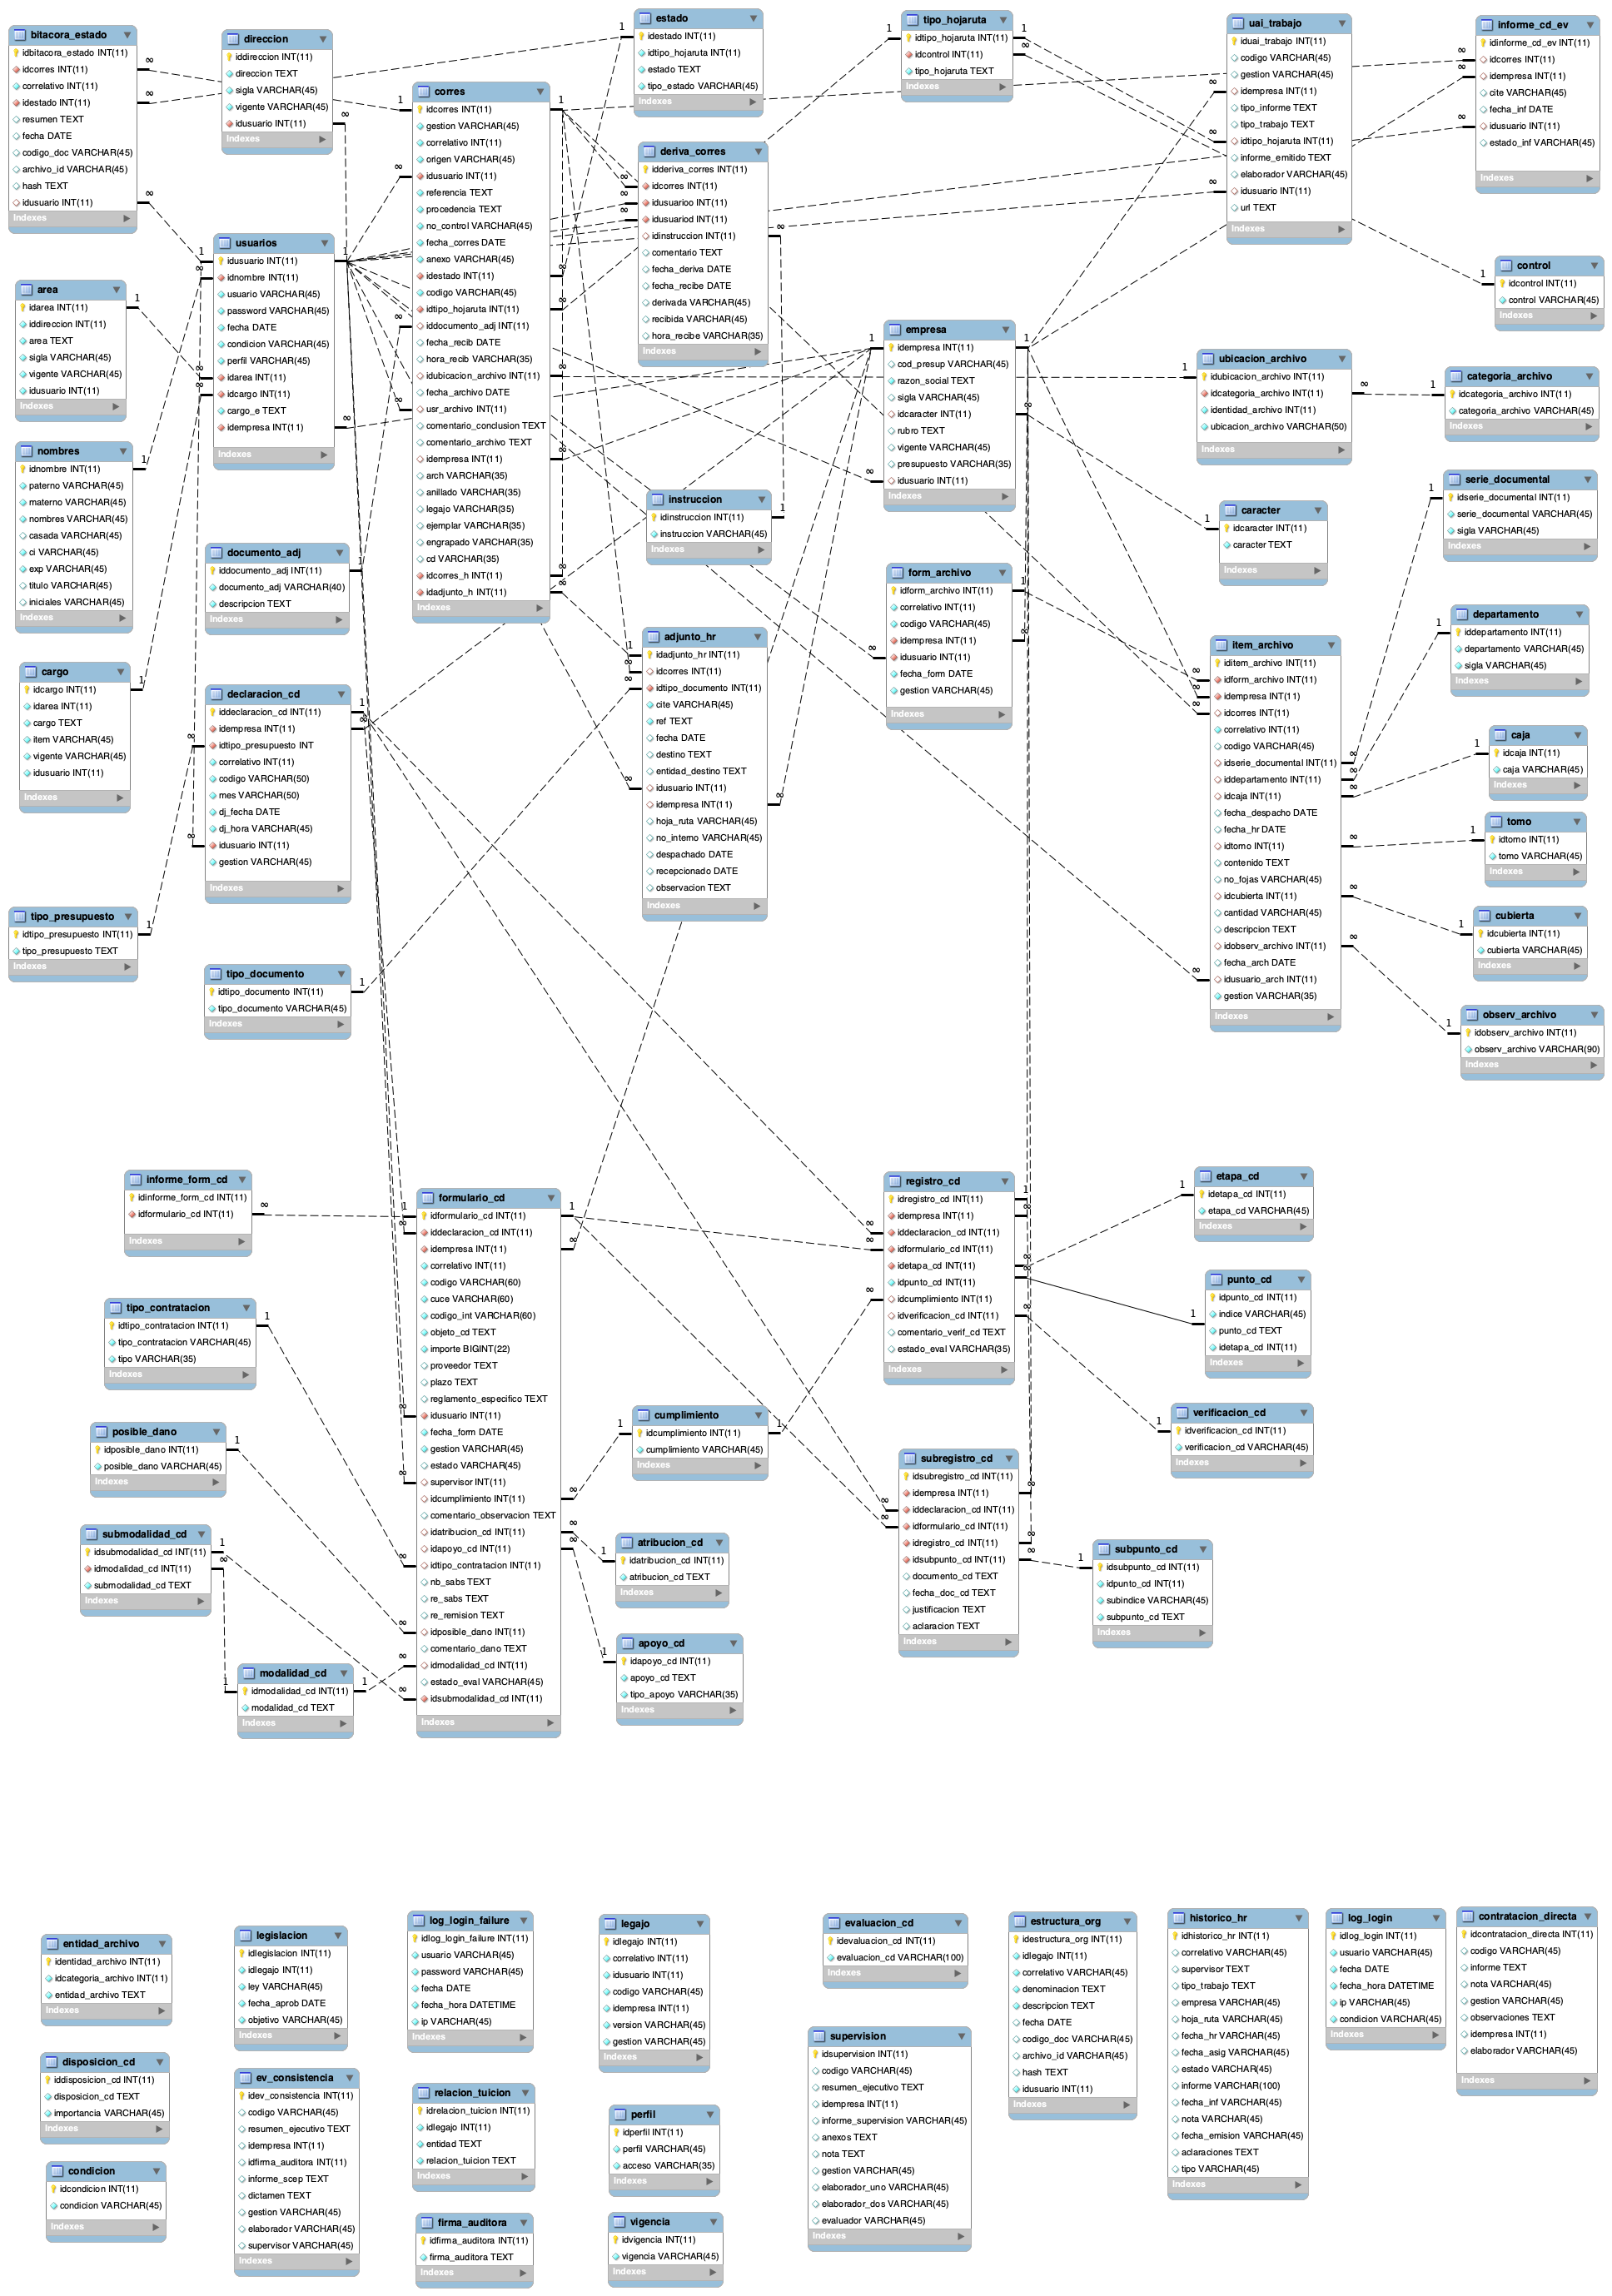 bitacora_estado
idbitacora_estado INT(11)
idcorres INT(11)
correlativo INT(11)
idestado INT(11)
resumen TEXT
fecha DATE
codigo_doc VARCHAR(45)
archivo_id VARCHAR(45)
hash TEXT
idusuario INT(11)
Indexes
direccion
iddireccion INT(11)
direccion TEXT
sigla VARCHAR(45)
vigente VARCHAR(45)
idusuario INT(11)
Indexes
corres
idcorres INT(11)
gestion VARCHAR(45)
correlativo INT(11)
origen VARCHAR(45)
idusuario INT(11)
referencia TEXT
procedencia TEXT
no_control VARCHAR(45)
fecha_corres DATE
anexo VARCHAR(45)
idestado INT(11)
codigo VARCHAR(45)
idtipo_hojaruta INT(11)
iddocumento_adj INT(11)
fecha_recib DATE
hora_recib VARCHAR(35)
idubicacion_archivo INT(11)
fecha_archivo DATE
usr_archivo INT(11)
comentario_conclusion TEXT
comentario_archivo TEXT
idempresa INT(11)
arch VARCHAR(35)
anillado VARCHAR(35)
legajo VARCHAR(35)
ejemplar VARCHAR(35)
engrapado VARCHAR(35)
cd VARCHAR(35)
idcorres_h INT(11)
idadjunto_h INT(11)
Indexes
estado
idestado INT(11)
idtipo_hojaruta INT(11)
estado TEXT
tipo_estado VARCHAR(45)
Indexes
deriva_corres
idderiva_corres INT(11)
idcorres INT(11)
idusuarioo INT(11)
idusuariod INT(11)
idinstruccion INT(11)
comentario TEXT
fecha_deriva DATE
fecha_recibe DATE
derivada VARCHAR(45)
recibida VARCHAR(45)
hora_recibe VARCHAR(35)
Indexes
tipo_hojaruta
idtipo_hojaruta INT(11)
idcontrol INT(11)
tipo_hojaruta TEXT
Indexes
uai_trabajo
iduai_trabajo INT(11)
codigo VARCHAR(45)
gestion VARCHAR(45)
idempresa INT(11)
tipo_informe TEXT
tipo_trabajo TEXT
idtipo_hojaruta INT(11)
informe_emitido TEXT
elaborador VARCHAR(45)
idusuario INT(11)
url TEXT
Indexes
informe_cd_ev
idinforme_cd_ev INT(11)
idcorres INT(11)
idempresa INT(11)
cite VARCHAR(45)
fecha_inf DATE
idusuario INT(11)
estado_inf VARCHAR(45)
Indexes
control
idcontrol INT(11)
control VARCHAR(45)
Indexes
usuarios
idusuario INT(11)
idnombre INT(11)
usuario VARCHAR(45)
password VARCHAR(45)
fecha DATE
condicion VARCHAR(45)
perfil VARCHAR(45)
idarea INT(11)
idcargo INT(11)
cargo_e TEXT
idempresa INT(11)
Indexes
area
idarea INT(11)
iddireccion INT(11)
area TEXT
sigla VARCHAR(45)
vigente VARCHAR(45)
idusuario INT(11)
Indexes
nombres
idnombre INT(11)
paterno VARCHAR(45)
materno VARCHAR(45)
nombres VARCHAR(45)
casada VARCHAR(45)
ci VARCHAR(45)
exp VARCHAR(45)
titulo VARCHAR(45)
iniciales VARCHAR(45)
Indexes
cargo
idcargo INT(11)
idarea INT(11)
cargo TEXT
item VARCHAR(45)
vigente VARCHAR(45)
idusuario INT(11)
Indexes
tipo_presupuesto
idtipo_presupuesto INT(11)
tipo_presupuesto TEXT
Indexes
documento_adj
iddocumento_adj INT(11)
documento_adj VARCHAR(40)
descripcion TEXT
Indexes
declaracion_cd
iddeclaracion_cd INT(11)
idempresa INT(11)
idtipo_presupuesto INT
correlativo INT(11)
codigo VARCHAR(50)
mes VARCHAR(50)
dj_fecha DATE
dj_hora VARCHAR(45)
idusuario INT(11)
gestion VARCHAR(45)
Indexes
tipo_documento
idtipo_documento INT(11)
tipo_documento VARCHAR(45)
Indexes
instruccion
idinstruccion INT(11)
instruccion VARCHAR(45)
Indexes
adjunto_hr
idadjunto_hr INT(11)
idcorres INT(11)
idtipo_documento INT(11)
cite VARCHAR(45)
ref TEXT
fecha DATE
destino TEXT
entidad_destino TEXT
idusuario INT(11)
idempresa INT(11)
hoja_ruta VARCHAR(45)
no_interno VARCHAR(45)
despachado DATE
recepcionado DATE
observacion TEXT
Indexes
empresa
idempresa INT(11)
cod_presup VARCHAR(45)
razon_social TEXT
sigla VARCHAR(45)
idcaracter INT(11)
rubro TEXT
vigente VARCHAR(45)
presupuesto VARCHAR(35)
idusuario INT(11)
Indexes
form_archivo
idform_archivo INT(11)
correlativo INT(11)
codigo VARCHAR(45)
idempresa INT(11)
idusuario INT(11)
fecha_form DATE
gestion VARCHAR(45)
Indexes
ubicacion_archivo
idubicacion_archivo INT(11)
idcategoria_archivo INT(11)
identidad_archivo INT(11)
ubicacion_archivo VARCHAR(50)
Indexes
categoria_archivo
idcategoria_archivo INT(11)
categoria_archivo VARCHAR(45)
Indexes
caracter
idcaracter INT(11)
caracter TEXT
Indexes
serie_documental
idserie_documental INT(11)
serie_documental VARCHAR(45)
sigla VARCHAR(45)
Indexes
item_archivo
iditem_archivo INT(11)
idform_archivo INT(11)
idempresa INT(11)
idcorres INT(11)
correlativo INT(11)
codigo VARCHAR(45)
idserie_documental INT(11)
iddepartamento INT(11)
idcaja INT(11)
fecha_despacho DATE
fecha_hr DATE
idtomo INT(11)
contenido TEXT
no_fojas VARCHAR(45)
idcubierta INT(11)
cantidad VARCHAR(45)
descripcion TEXT
idobserv_archivo INT(11)
fecha_arch DATE
idusuario_arch INT(11)
gestion VARCHAR(35)
Indexes
departamento
iddepartamento INT(11)
departamento VARCHAR(45)
sigla VARCHAR(45)
Indexes
caja
idcaja INT(11)
caja VARCHAR(45)
Indexes
tomo
idtomo INT(11)
tomo VARCHAR(45)
Indexes
cubierta
idcubierta INT(11)
cubierta VARCHAR(45)
Indexes
observ_archivo
idobserv_archivo INT(11)
observ_archivo VARCHAR(90)
Indexes
informe_form_cd
idinforme_form_cd INT(11)
idformulario_cd INT(11)
Indexes
tipo_contratacion
idtipo_contratacion INT(11)
tipo_contratacion VARCHAR(45)
tipo VARCHAR(35)
Indexes
posible_dano
idposible_dano INT(11)
posible_dano VARCHAR(45)
Indexes
submodalidad_cd
idsubmodalidad_cd INT(11)
idmodalidad_cd INT(11)
submodalidad_cd TEXT
Indexes
modalidad_cd
idmodalidad_cd INT(11)
modalidad_cd TEXT
Indexes
formulario_cd
idformulario_cd INT(11)
iddeclaracion_cd INT(11)
idempresa INT(11)
correlativo INT(11)
codigo VARCHAR(60)
cuce VARCHAR(60)
codigo_int VARCHAR(60)
objeto_cd TEXT
importe BIGINT(22)
proveedor TEXT
plazo TEXT
reglamento_especifico TEXT
idusuario INT(11)
fecha_form DATE
gestion VARCHAR(45)
estado VARCHAR(45)
supervisor INT(11)
idcumplimiento INT(11)
comentario_observacion TEXT
idatribucion_cd INT(11)
idapoyo_cd INT(11)
idtipo_contratacion INT(11)
nb_sabs TEXT
re_sabs TEXT
re_remision TEXT
idposible_dano INT(11)
comentario_dano TEXT
idmodalidad_cd INT(11)
estado_eval VARCHAR(45)
idsubmodalidad_cd INT(11)
Indexes
cumplimiento
idcumplimiento INT(11)
cumplimiento VARCHAR(45)
Indexes
atribucion_cd
idatribucion_cd INT(11)
atribucion_cd TEXT
Indexes
apoyo_cd
idapoyo_cd INT(11)
apoyo_cd TEXT
tipo_apoyo VARCHAR(35)
Indexes
registro_cd
idregistro_cd INT(11)
idempresa INT(11)
iddeclaracion_cd INT(11)
idformulario_cd INT(11)
idetapa_cd INT(11)
idpunto_cd INT(11)
idcumplimiento INT(11)
idverificacion_cd INT(11)
comentario_verif_cd TEXT
estado_eval VARCHAR(35)
Indexes
subregistro_cd
idsubregistro_cd INT(11)
idempresa INT(11)
iddeclaracion_cd INT(11)
idformulario_cd INT(11)
idregistro_cd INT(11)
idsubpunto_cd INT(11)
documento_cd TEXT
fecha_doc_cd TEXT
justificacion TEXT
aclaracion TEXT
Indexes
etapa_cd
idetapa_cd INT(11)
etapa_cd VARCHAR(45)
Indexes
punto_cd
idpunto_cd INT(11)
indice VARCHAR(45)
punto_cd TEXT
idetapa_cd INT(11)
Indexes
verificacion_cd
idverificacion_cd INT(11)
verificacion_cd VARCHAR(45)
Indexes
subpunto_cd
idsubpunto_cd INT(11)
idpunto_cd INT(11)
subindice VARCHAR(45)
subpunto_cd TEXT
Indexes
entidad_archivo
identidad_archivo INT(11)
idcategoria_archivo INT(11)
entidad_archivo TEXT
Indexes
disposicion_cd
iddisposicion_cd INT(11)
disposicion_cd TEXT
importancia VARCHAR(45)
Indexes
condicion
idcondicion INT(11)
condicion VARCHAR(45)
Indexes
legislacion
idlegislacion INT(11)
idlegajo INT(11)
ley VARCHAR(45)
fecha_aprob DATE
objetivo VARCHAR(45)
Indexes
ev_consistencia
idev_consistencia INT(11)
codigo VARCHAR(45)
resumen_ejecutivo TEXT
idempresa INT(11)
idfirma_auditora INT(11)
informe_scep TEXT
dictamen TEXT
gestion VARCHAR(45)
elaborador VARCHAR(45)
supervisor VARCHAR(45)
Indexes
log_login_failure
idlog_login_failure INT(11)
usuario VARCHAR(45)
password VARCHAR(45)
fecha DATE
fecha_hora DATETIME
ip VARCHAR(45)
Indexes
relacion_tuicion
idrelacion_tuicion INT(11)
idlegajo INT(11)
entidad TEXT
relacion_tuicion TEXT
Indexes
firma_auditora
idfirma_auditora INT(11)
firma_auditora TEXT
Indexes
legajo
idlegajo INT(11)
correlativo INT(11)
idusuario INT(11)
codigo VARCHAR(45)
idempresa INT(11)
version VARCHAR(45)
gestion VARCHAR(45)
Indexes
perfil
idperfil INT(11)
perfil VARCHAR(45)
acceso VARCHAR(35)
Indexes
vigencia
idvigencia INT(11)
vigencia VARCHAR(45)
Indexes
evaluacion_cd
idevaluacion_cd INT(11)
evaluacion_cd VARCHAR(100)
Indexes
supervision
idsupervision INT(11)
codigo VARCHAR(45)
resumen_ejecutivo TEXT
idempresa INT(11)
informe_supervision VARCHAR(45)
anexos TEXT
nota TEXT
gestion VARCHAR(45)
elaborador_uno VARCHAR(45)
elaborador_dos VARCHAR(45)
evaluador VARCHAR(45)
Indexes
estructura_org
idestructura_org INT(11)
idlegajo INT(11)
correlativo VARCHAR(45)
denominacion TEXT
descripcion TEXT
fecha DATE
codigo_doc VARCHAR(45)
archivo_id VARCHAR(45)
hash TEXT
idusuario INT(11)
Indexes
historico_hr
idhistorico_hr INT(11)
correlativo VARCHAR(45)
supervisor TEXT
tipo_trabajo TEXT
empresa VARCHAR(45)
hoja_ruta VARCHAR(45)
fecha_hr VARCHAR(45)
fecha_asig VARCHAR(45)
estado VARCHAR(45)
informe VARCHAR(100)
fecha_inf VARCHAR(45)
nota VARCHAR(45)
fecha_emision VARCHAR(45)
aclaraciones TEXT
tipo VARCHAR(45)
Indexes
log_login
idlog_login INT(11)
usuario VARCHAR(45)
fecha DATE
fecha_hora DATETIME
ip VARCHAR(45)
condicion VARCHAR(45)
Indexes
contratacion_directa
idcontratacion_directa INT(11)
codigo VARCHAR(45)
informe TEXT
nota VARCHAR(45)
gestion VARCHAR(45)
observaciones TEXT
idempresa INT(11)
elaborador VARCHAR(45)
Indexes